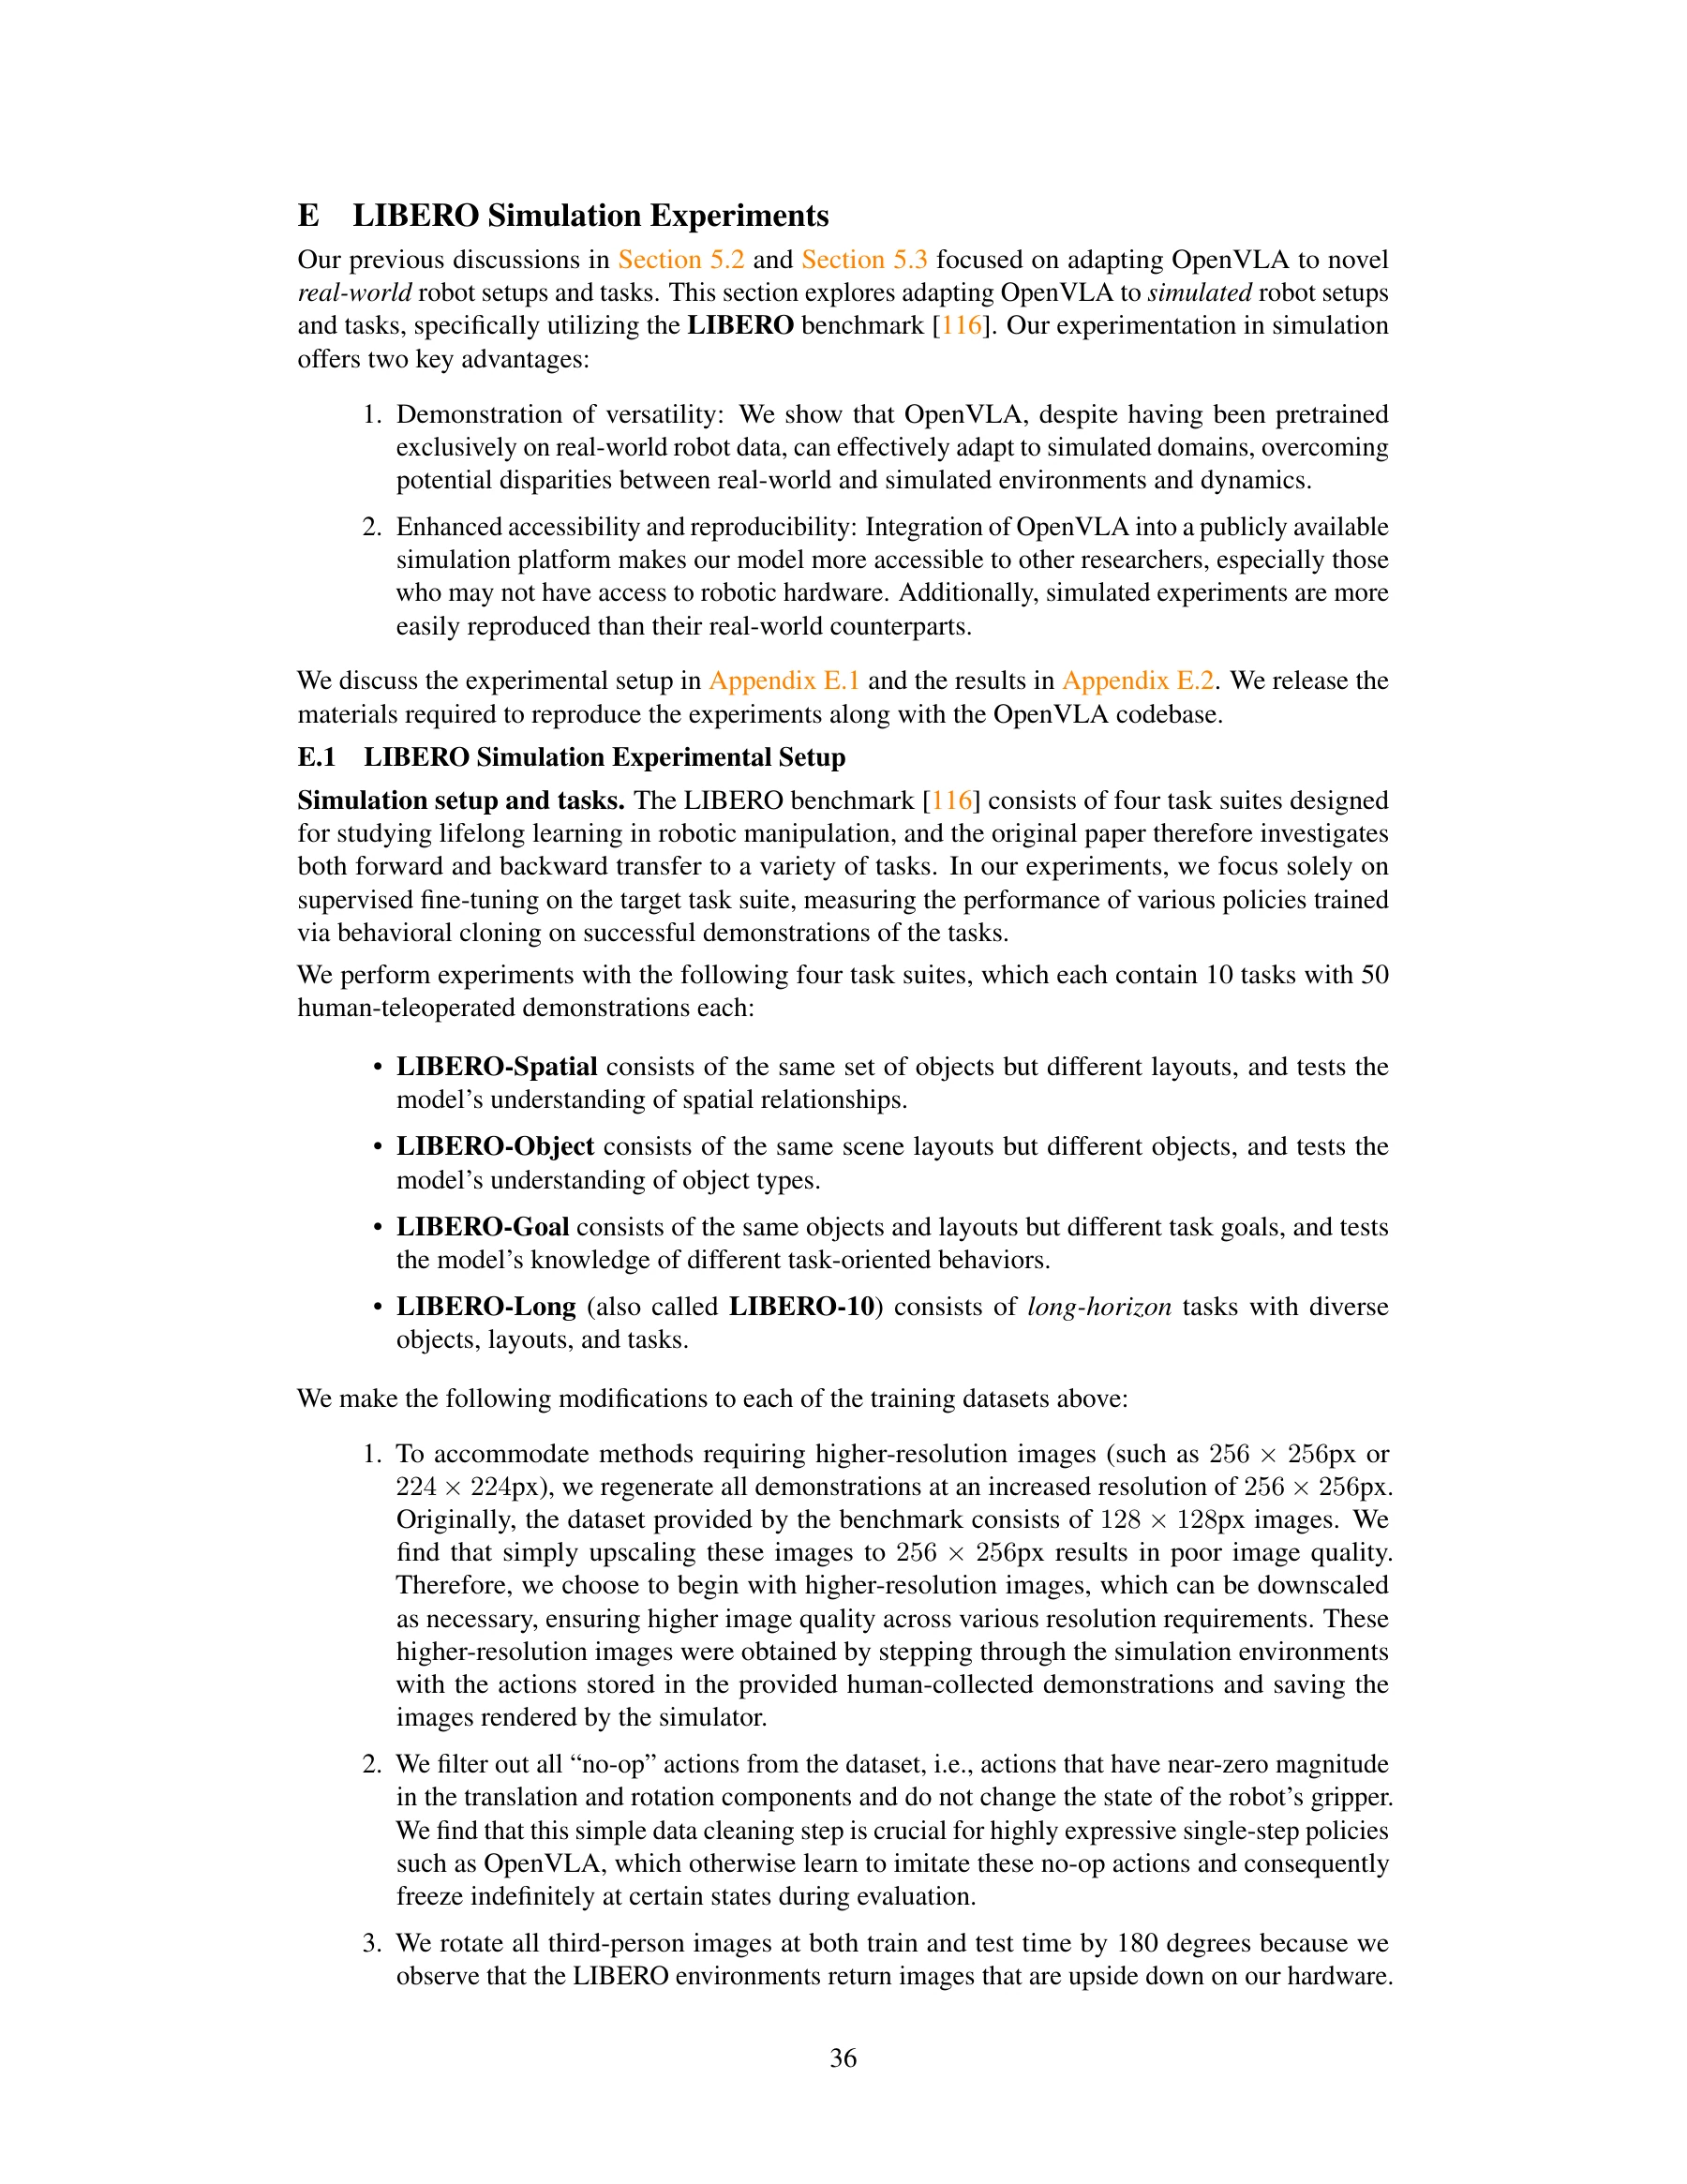 E LIBERO Simulation Experiments
Our previous discussions in Section 5.2 and Section 5.3 focused on adapting OpenVLA to novel
real-world robot setups and tasks. This section explores adapting OpenVLA to simulated robot setups
and tasks, specifically utilizing the LIBERO benchmark [116]. Our experimentation in simulation
offers two key advantages:
1. Demonstration of versatility: We show that OpenVLA, despite having been pretrained
exclusively on real-world robot data, can effectively adapt to simulated domains, overcoming
potential disparities between real-world and simulated environments and dynamics.
2. Enhanced accessibility and reproducibility: Integration of OpenVLA into a publicly available
simulation platform makes our model more accessible to other researchers, especially those
who may not have access to robotic hardware. Additionally, simulated experiments are more
easily reproduced than their real-world counterparts.
We discuss the experimental setup in Appendix E.1 and the results in Appendix E.2. We release the
materials required to reproduce the experiments along with the OpenVLA codebase.
E.1 LIBERO Simulation Experimental Setup
Simulation setup and tasks. The LIBERO benchmark [116] consists of four task suites designed
for studying lifelong learning in robotic manipulation, and the original paper therefore investigates
both forward and backward transfer to a variety of tasks. In our experiments, we focus solely on
supervised fine-tuning on the target task suite, measuring the performance of various policies trained
via behavioral cloning on successful demonstrations of the tasks.
We perform experiments with the following four task suites, which each contain 10 tasks with 50
human-teleoperated demonstrations each:
• LIBERO-Spatial consists of the same set of objects but different layouts, and tests the
model's understanding of spatial relationships.
• LIBERO-Object consists of the same scene layouts but different objects, and tests the
model's understanding of object types.
• LIBERO-Goal consists of the same objects and layouts but different task goals, and tests
the model's knowledge of different task-oriented behaviors.
• LIBERO-Long (also called LIBERO-10) consists of long-horizon tasks with diverse
objects, layouts, and tasks.
We make the following modifications to each of the training datasets above:
1. To accommodate methods requiring higher-resolution images (such as 256 × 256px or
224 × 224px), we regenerate all demonstrations at an increased resolution of 256 × 256px.
Originally, the dataset provided by the benchmark consists of 128 × 128px images. We
find that simply upscaling these images to 256 × 256px results in poor image quality.
Therefore, we choose to begin with higher-resolution images, which can be downscaled
as necessary, ensuring higher image quality across various resolution requirements. These
higher-resolution images were obtained by stepping through the simulation environments
with the actions stored in the provided human-collected demonstrations and saving the
images rendered by the simulator.
2. We filter out all “no-op” actions from the dataset, i.e., actions that have near-zero magnitude
in the translation and rotation components and do not change the state of the robot's gripper.
We find that this simple data cleaning step is crucial for highly expressive single-step policies
such as OpenVLA, which otherwise learn to imitate these no-op actions and consequently
freeze indefinitely at certain states during evaluation.
3. We rotate all third-person images at both train and test time by 180 degrees because we
observe that the LIBERO environments return images that are upside down on our hardware.
36